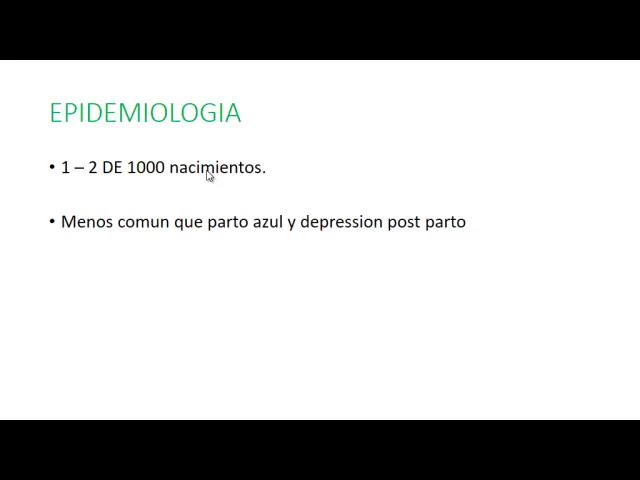 EPIDEMIOLOGIA
• 1 – 2 DE 1000 nacimientos.
• Menos comun que parto azul y depression post parto